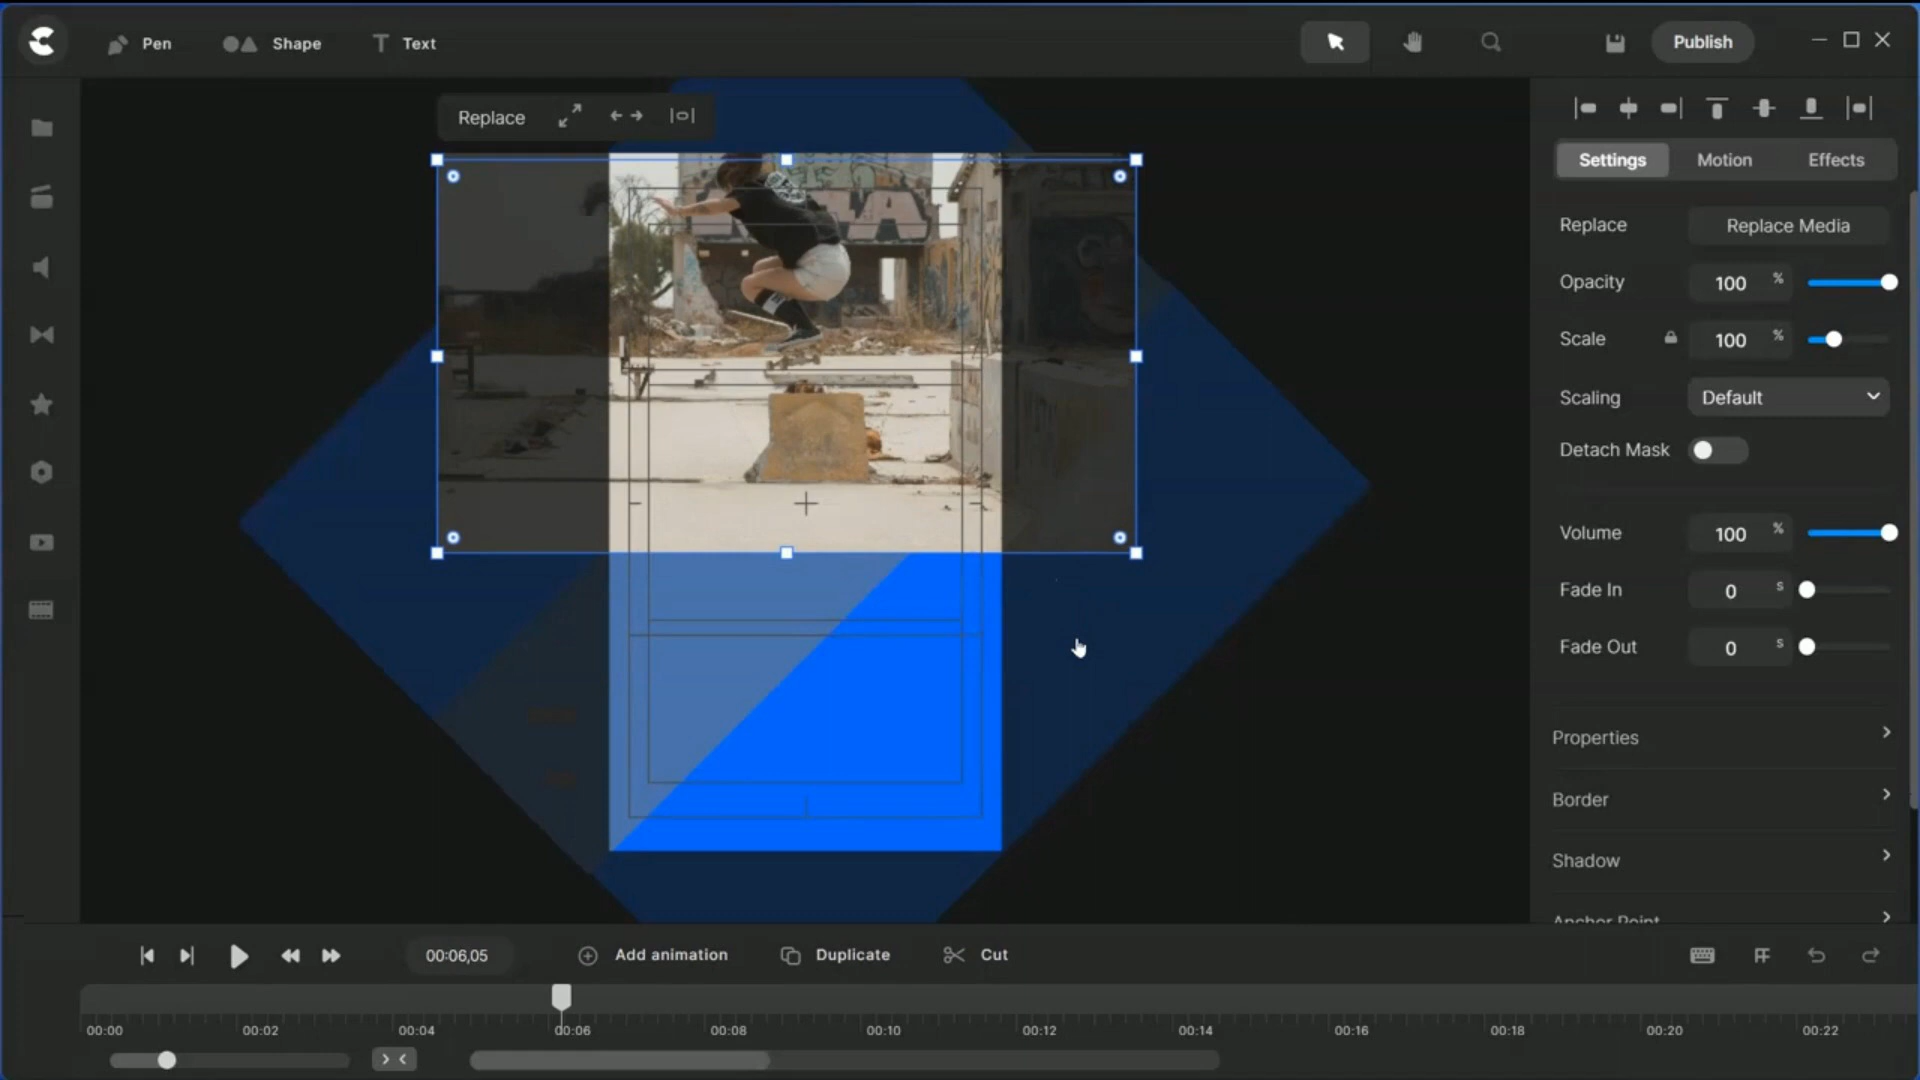 Pen
Shape
Text
Publish
Replace
Settings
Motion
Effects
Replace
Replace Media
Opacity
100 %
Scale
100 %
Scaling
Default
Detach Mask
Volume
100 %
Fade In
0 s
Fade Out
0 s
Properties
Border
Shadow
Anchor Point
00:06,05
Add animation
Duplicate
Cut
00:00
00:02
00:04
00:06
00:08
00:10
00:12
00:14
00:16
00:18
00:20
00:22